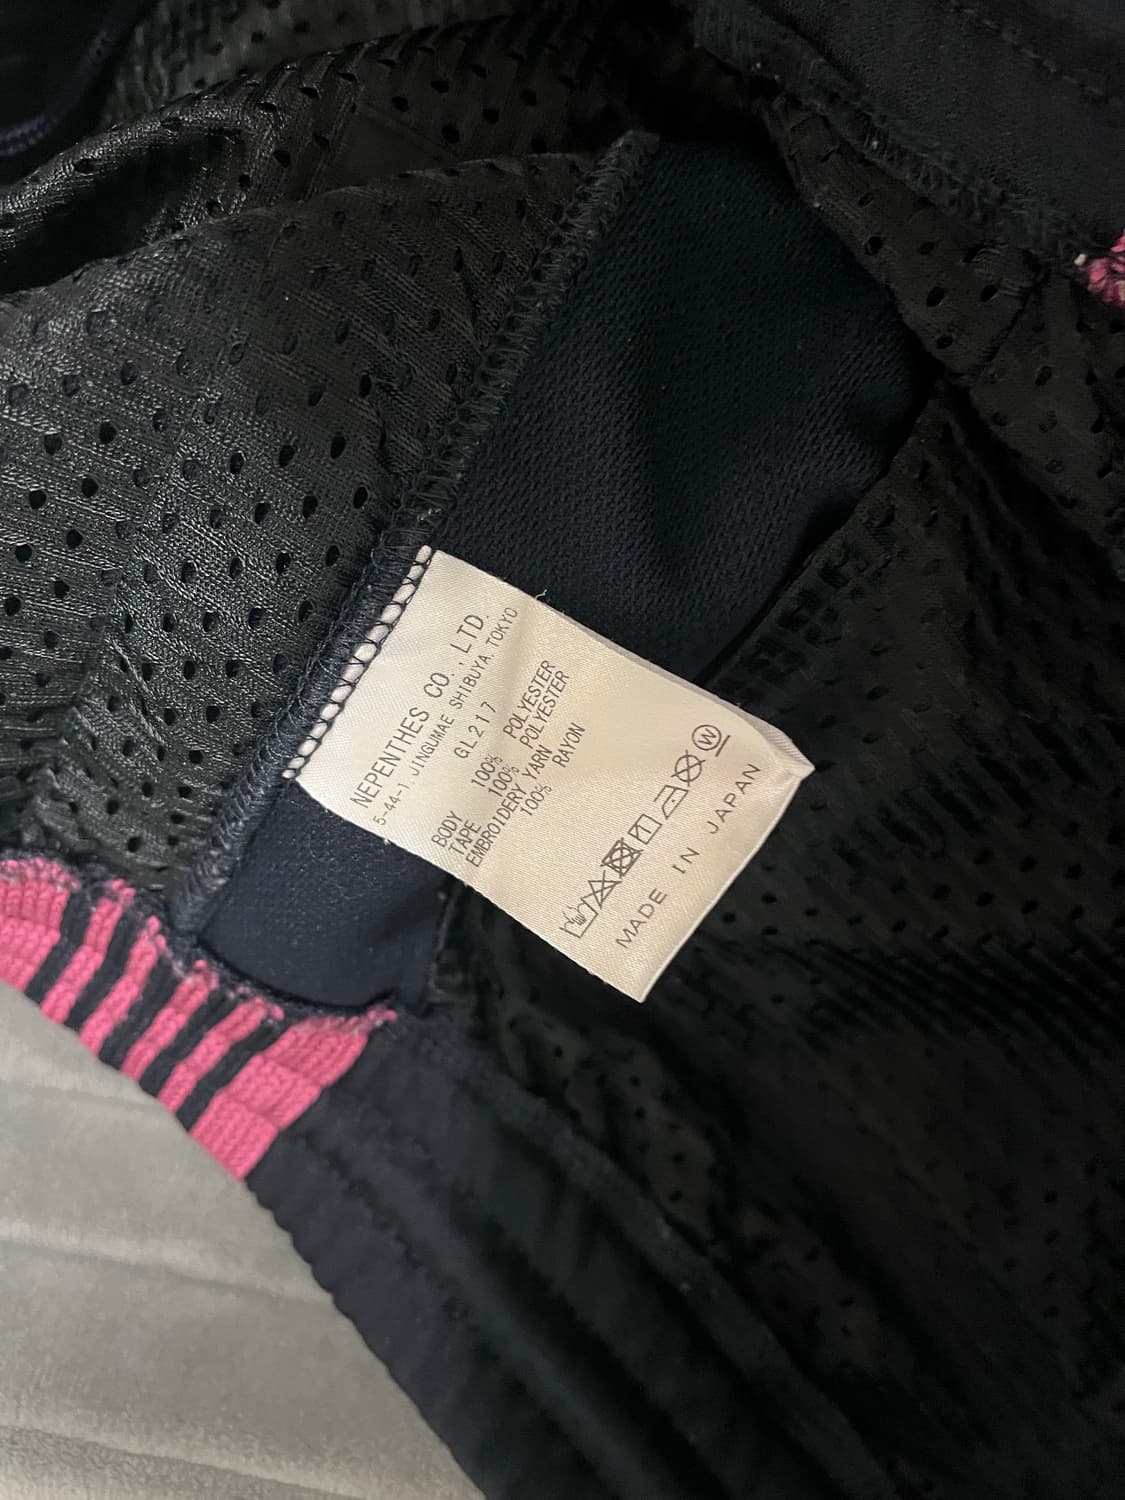 NEPENTHES CO., LTD.
5-44-1 JINGUMAE SHIBUYA. TOKYO
GL217
BODY 100% POLYESTER
TAPE 100% POLYESTER
EMBROIDERY YARN
100% RAYON
W
MADE IN JAPAN